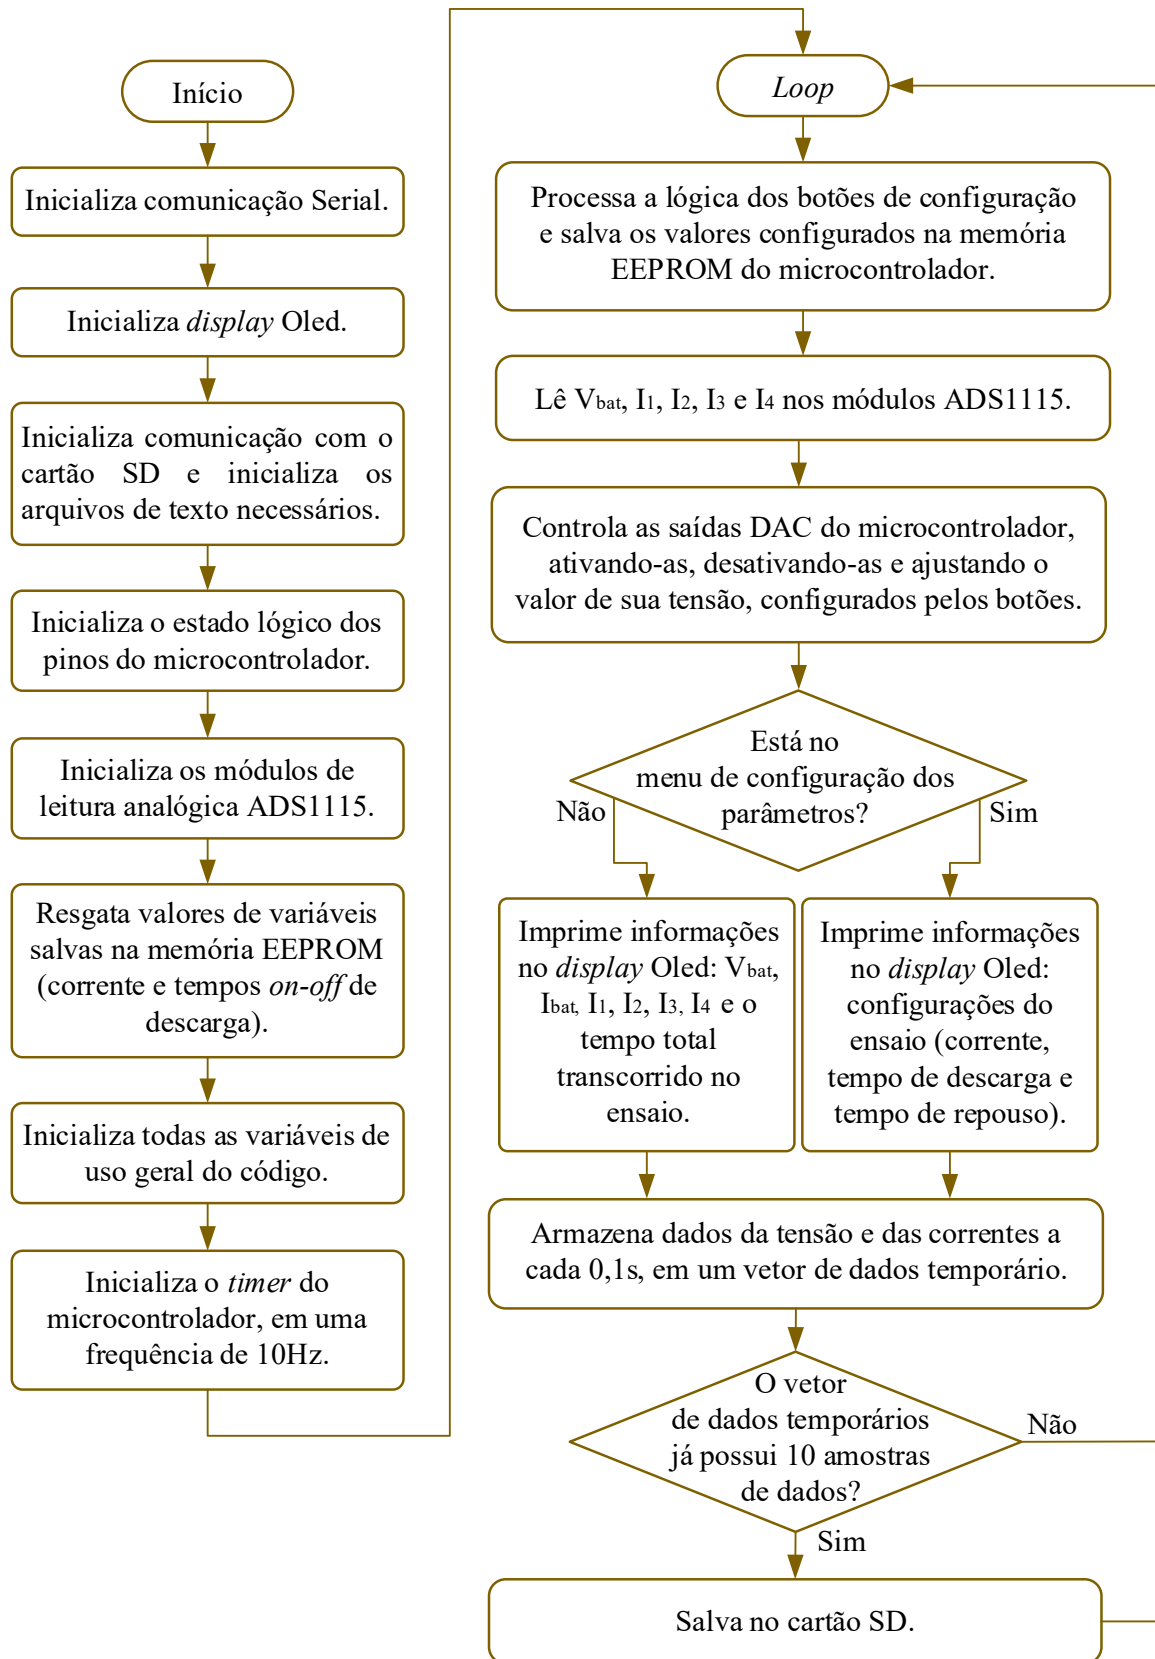 Início
Inicializa comunicação Serial.
Inicializa display Oled.
Inicializa comunicação com o
cartão SD e inicializa os
arquivos de texto necessários.
Inicializa o estado lógico dos
pinos do microcontrolador.
Inicializa os módulos de
leitura analógica ADS1115.
Resgata valores de variáveis
salvas na memória EEPROM
(corrente e tempos on-off de
descarga).
Inicializa todas as variáveis de
uso geral do código.
Inicializa o timer do
microcontrolador, em uma
frequência de 10Hz.
Loop
Processa a lógica dos botões de configuração
e salva os valores configurados na memória
EEPROM do microcontrolador.
Lê Vbat, I1, I2, I3 e I4 nos módulos ADS1115.
Controla as saídas DAC do microcontrolador,
ativando-as, desativando-as e ajustando o
valor de sua tensão, configurados pelos botões.
Está no
menu de configuração dos
parâmetros?
Não
Sim
Imprime informações
no display Oled: Vbat,
Ibat, I1, I2, I3, I4 e o
tempo total
transcorrido no
ensaio.
Imprime informações
no display Oled:
configurações do
ensaio (corrente,
tempo de descarga e
tempo de repouso).
Armazena dados da tensão e das correntes a
cada 0,1s, em um vetor de dados temporário.
O vetor
de dados temporários
já possui 10 amostras
de dados?
Não
Sim
Salva no cartão SD.